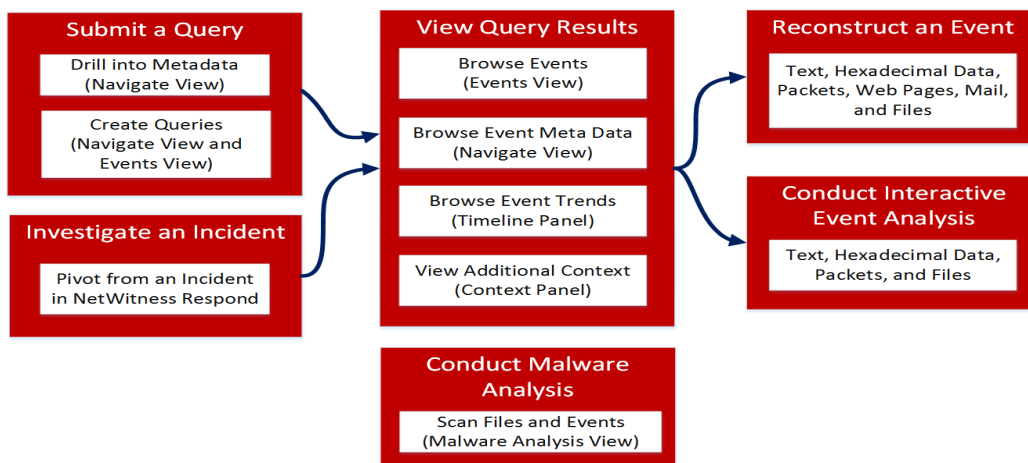 Submit a Query
Drill into Metadata
(Navigate View)
Create Queries
(Navigate View and
Events View)
Investigate an Incident
Pivot from an Incident
in NetWitness Respond
View Query Results
Browse Events
(Events View)
Browse Event Meta Data
(Navigate View)
Browse Event Trends
(Timeline Panel)
View Additional Context
(Context Panel)
Conduct Malware
Analysis
Scan Files and Events
(Malware Analysis View)
Reconstruct an Event
Text, Hexadecimal Data,
Packets, Web Pages, Mail,
and Files
Conduct Interactive
Event Analysis
Text, Hexadecimal Data,
Packets, and Files